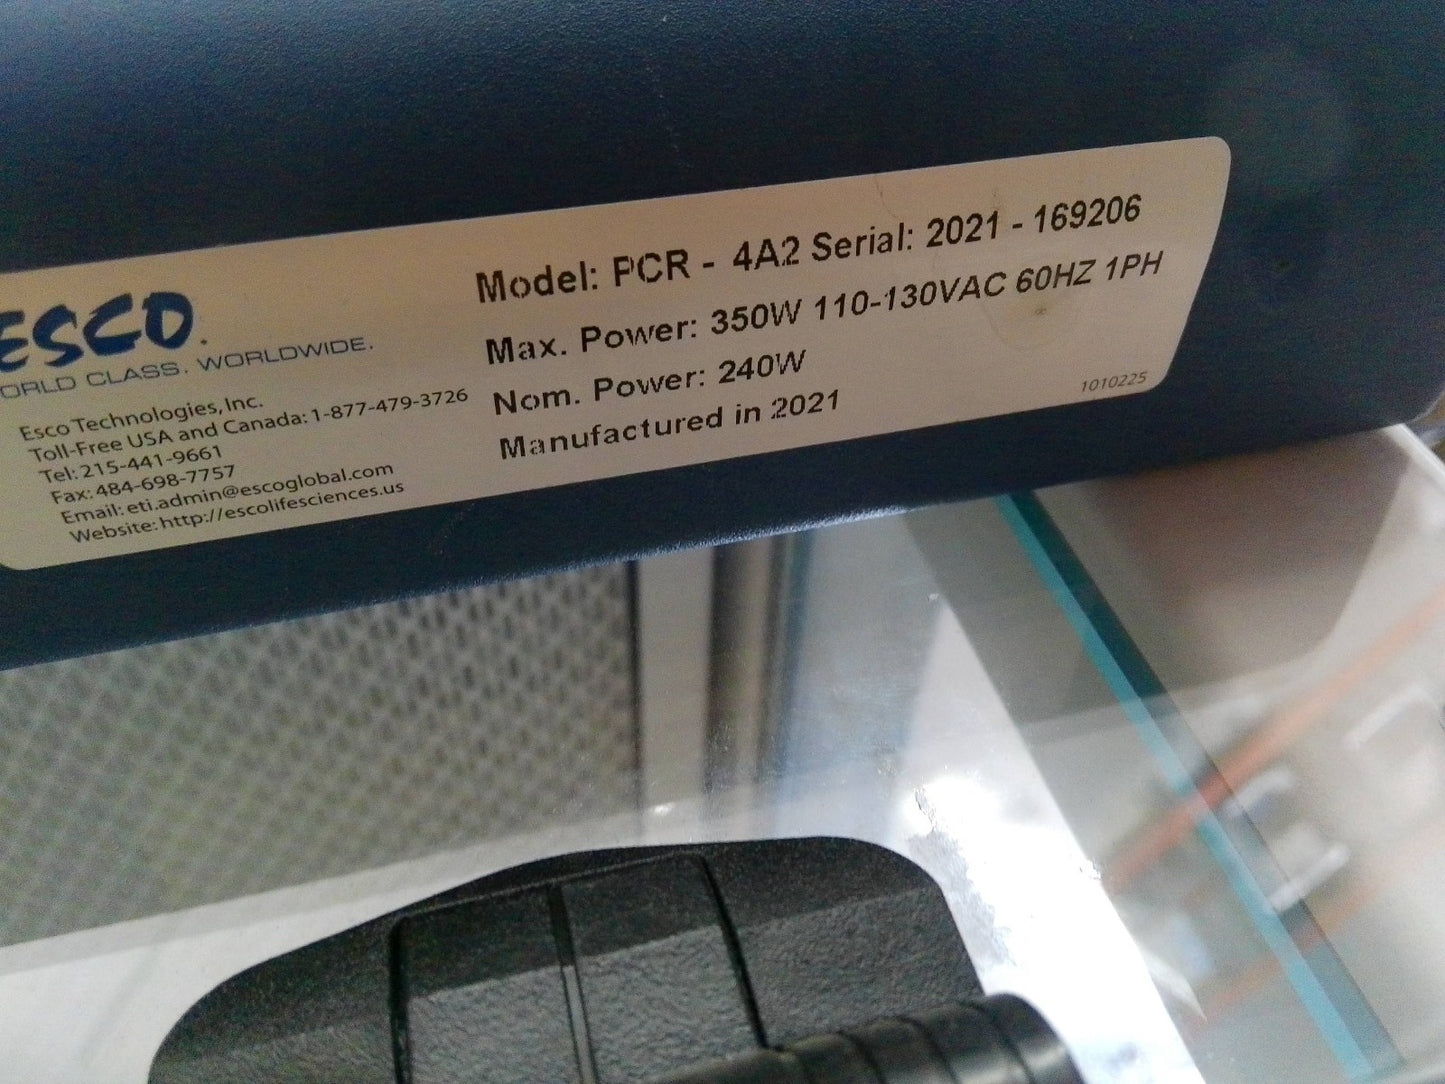 ESCO.
WORLD CLASS. WORLDWIDE.
Esco Technologies, Inc.
Toll-Free USA and Canada: 1-877-479-3726
Tel: 215-441-9661
Fax: 484-698-7757
Email: eti.admin@escoglobal.com
Website: http://escolifesciences.us
Model: PCR - 4A2 Serial: 2021 - 169206
Max. Power: 350W 110-130VAC 60HZ 1PH
Nom. Power: 240W
Manufactured in 2021
1010225